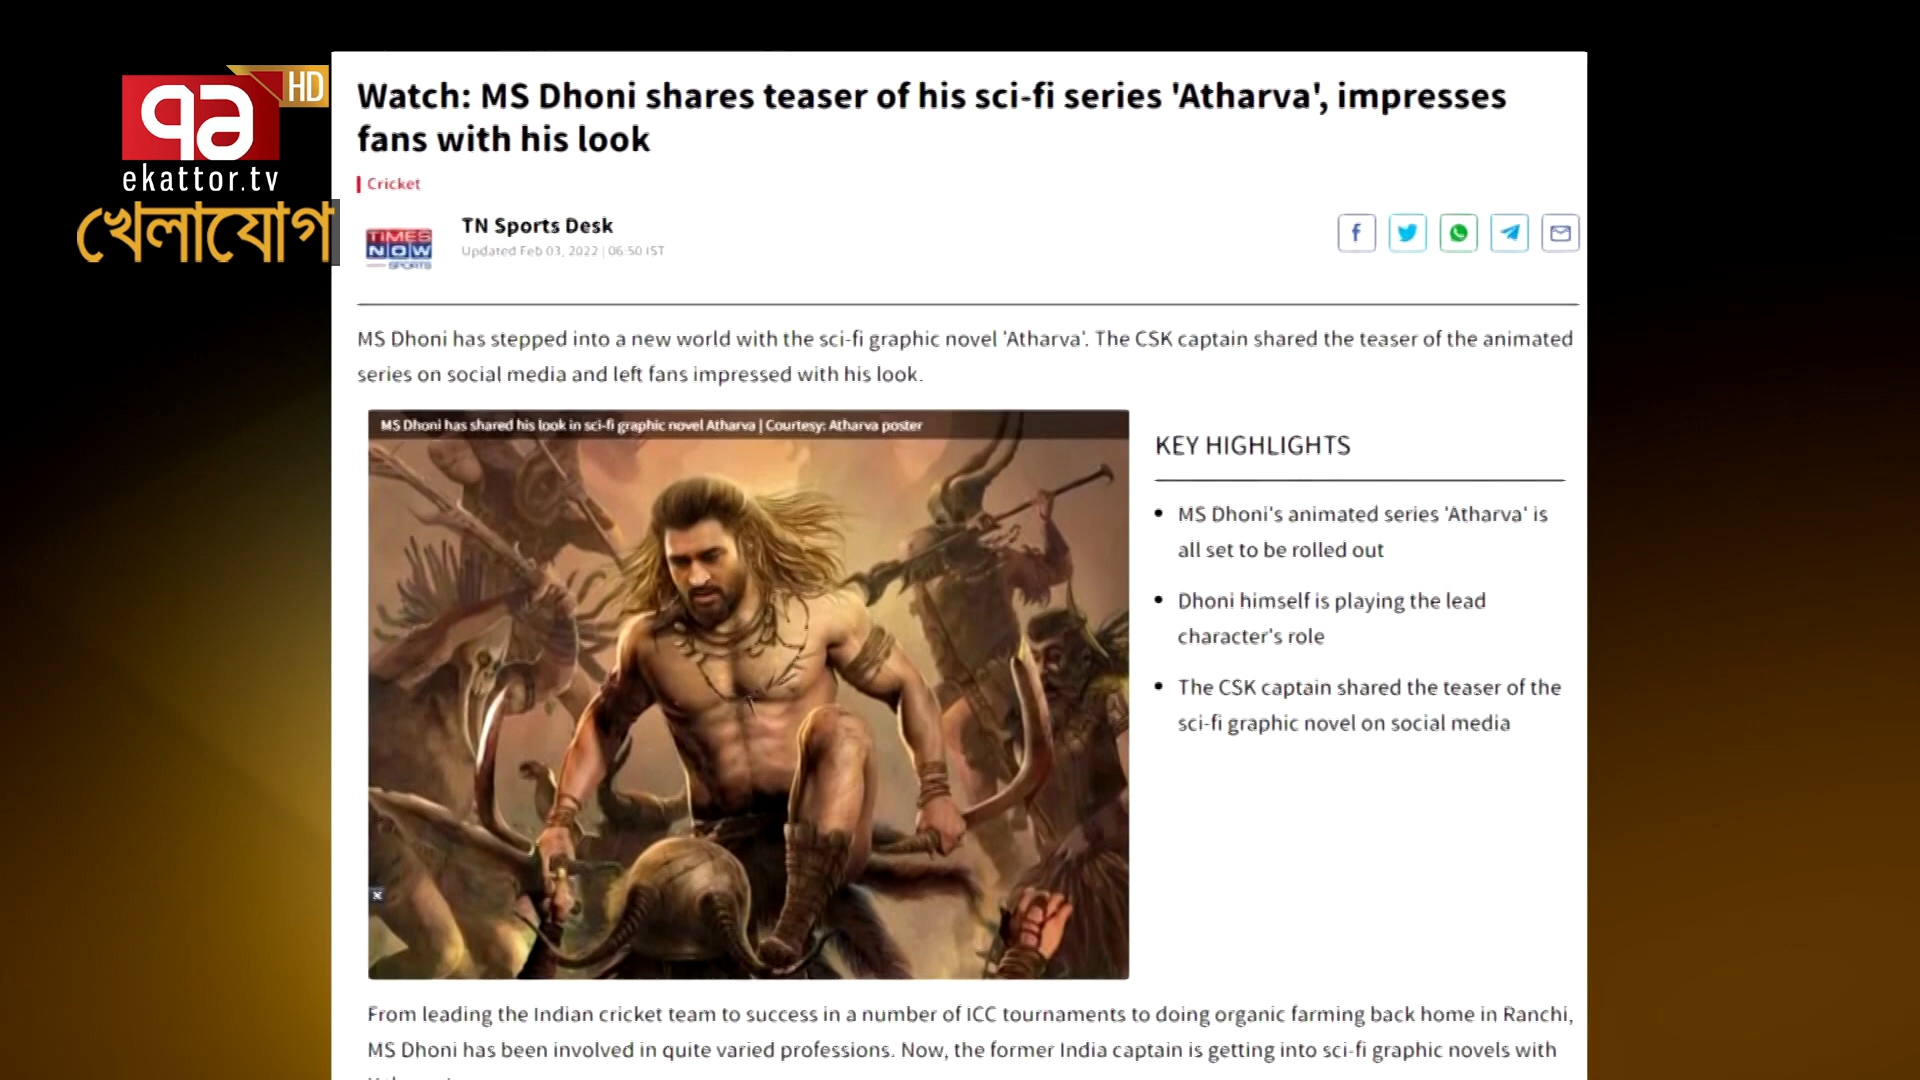 HD
ekattor.tv
খেলাযোগ
Watch: MS Dhoni shares teaser of his sci-fi series 'Atharva', impresses
fans with his look
Cricket
TIMES
NOW
SPORTS
TN Sports Desk
Updated Feb 03, 2022 | 06:50 IST
MS Dhoni has stepped into a new world with the sci-fi graphic novel 'Atharva'. The CSK captain shared the teaser of the animated
series on social media and left fans impressed with his look.
MS Dhoni has shared his look in sci-fi graphic novel Atharva | Courtesy: Atharva poster
KEY HIGHLIGHTS
• MS Dhoni's animated series 'Atharva' is
all set to be rolled out
• Dhoni himself is playing the lead
character's role
• The CSK captain shared the teaser of the
sci-fi graphic novel on social media
From leading the Indian cricket team to success in a number of ICC tournaments to doing organic farming back home in Ranchi,
MS Dhoni has been involved in quite varied professions. Now, the former India captain is getting into sci-fi graphic novels with